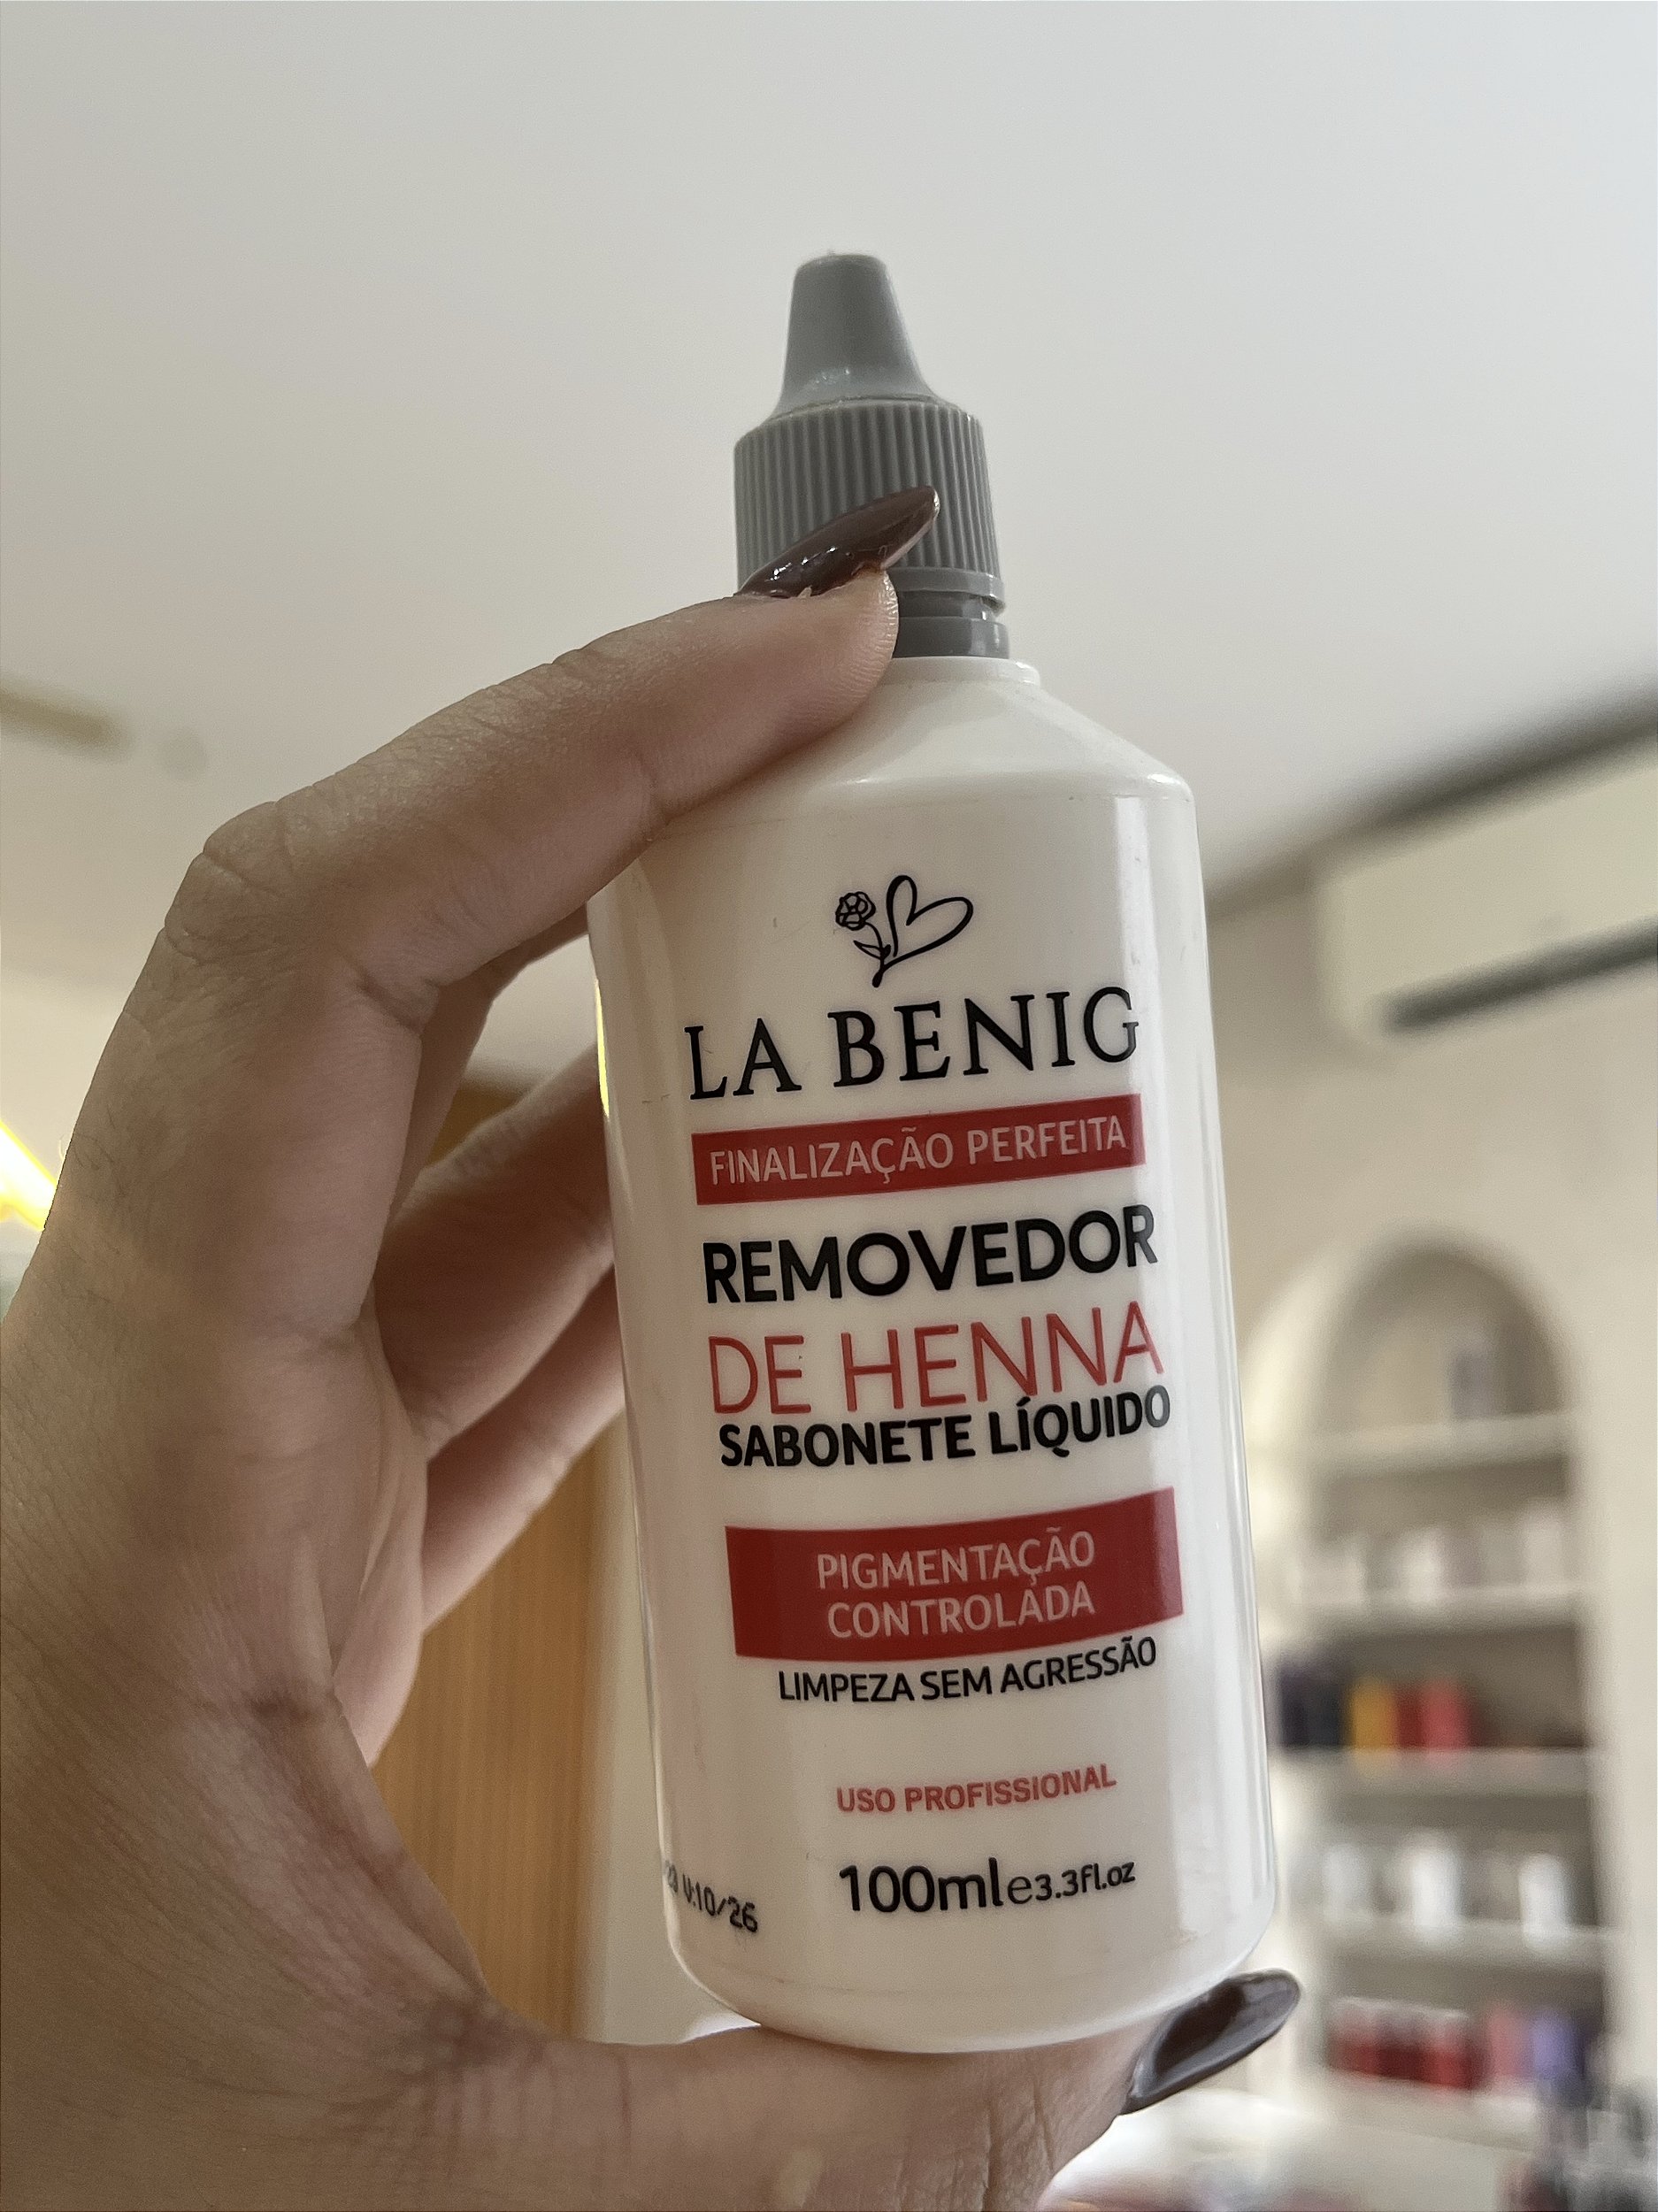 LA BENIG
FINALIZAÇÃO PERFEITA
REMOVEDOR
DE HENNA
SABONETE LÍQUIDO
PIGMENTAÇÃO
CONTROLADA
LIMPEZA SEM AGRESSÃO
USO PROFISSIONAL
100ml e 3.3fl.oz
V:10/26